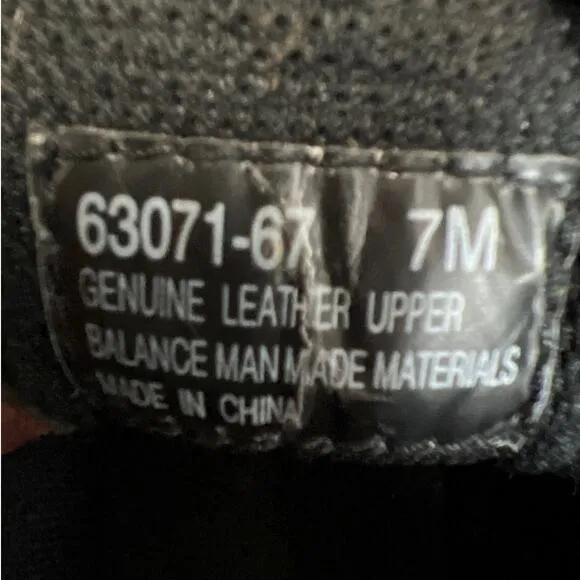 63071-67 7M
GENUINE LEATHER UPPER
BALANCE MAN MADE MATERIALS
MADE IN CHINA